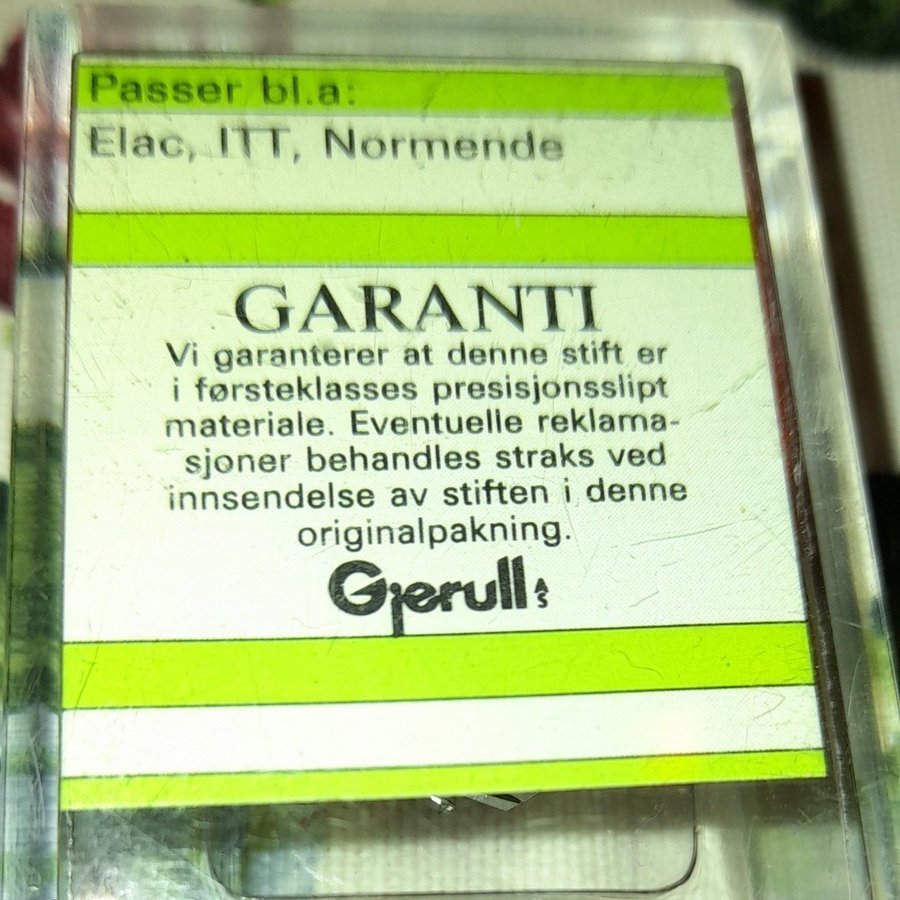 Passer bl.a:
Elac, ITT, Normende
GARANTI
Vi garanterer at denne stift er
i førsteklasses presisjonsslipt
materiale. Eventuelle reklama-
sjoner behandles straks ved
innsendelse av stiften i denne
originalpakning.
Gjerull AS